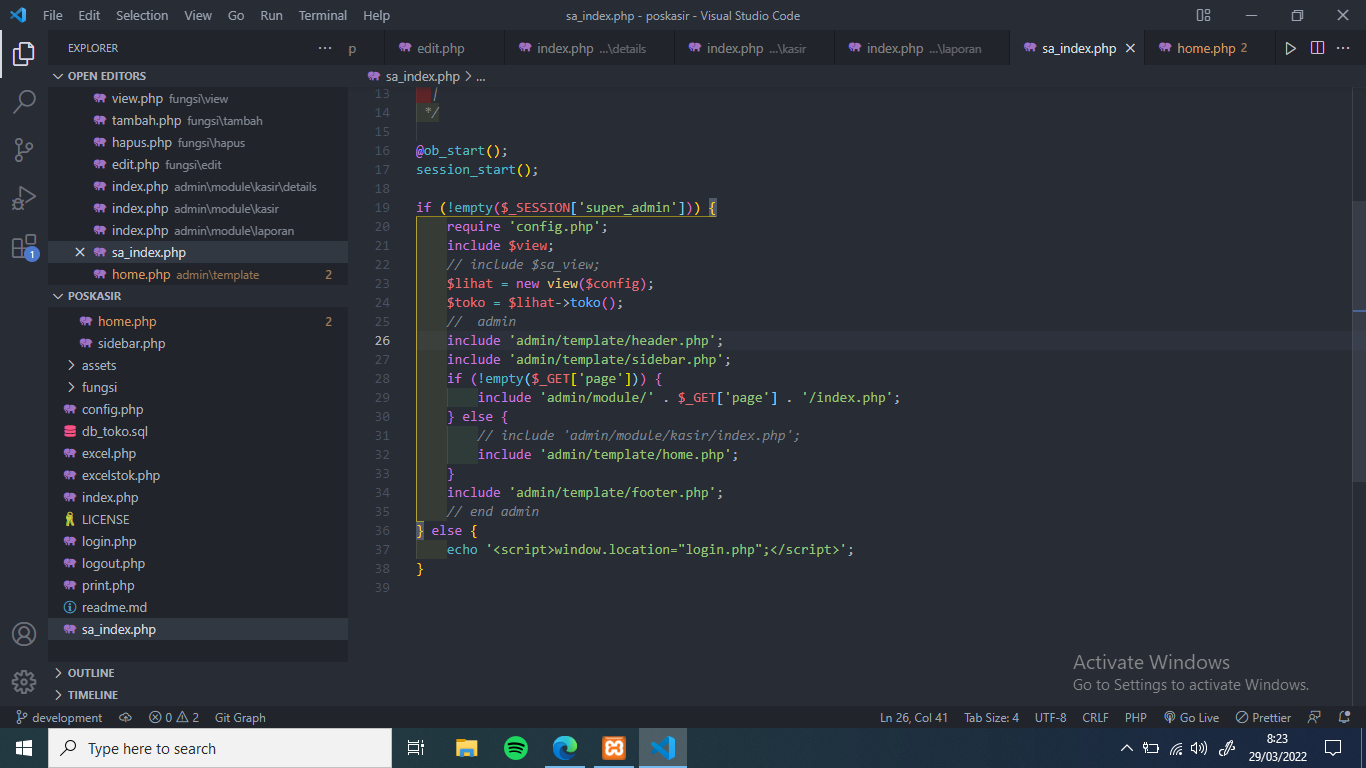 File Edit Selection View Go Run Terminal Help
sa_index.php - poskasir - Visual Studio Code
EXPLORER
OPEN EDITORS
view.php fungsi\view
tambah.php fungsi\tambah
hapus.php fungsi\hapus
edit.php fungsi\edit
index.php admin\module\kasir\details
index.php admin\module\kasir
index.php admin\module\laporan
sa_index.php
home.php admin\template 2
POSKASIR
home.php 2
sidebar.php
assets
fungsi
config.php
db_toko.sql
excel.php
excelstok.php
index.php
LICENSE
login.php
logout.php
print.php
readme.md
sa_index.php
OUTLINE
TIMELINE
1
p edit.php index.php ...\details index.php ...\kasir index.php ...\laporan sa_index.php home.php 2
sa_index.php > ...
13 |
14 */
15
16 @ob_start();
17 session_start();
18
19 if (!empty($_SESSION['super_admin'])) {
20 require 'config.php';
21 include $view;
22 // include $sa_view;
23 $lihat = new view($config);
24 $toko = $lihat->toko();
25 //  admin
26 include 'admin/template/header.php';
27 include 'admin/template/sidebar.php';
28 if (!empty($_GET['page'])) {
29 include 'admin/module/' . $_GET['page'] . '/index.php';
30 } else {
31 // include 'admin/module/kasir/index.php';
32 include 'admin/template/home.php';
33 }
34 include 'admin/template/footer.php';
35 // end admin
36 } else {
37 echo '<script>window.location="login.php";</script>';
38 }
39
Activate Windows
Go to Settings to activate Windows.
development 0 2 Git Graph Ln 26, Col 41 Tab Size: 4 UTF-8 CRLF PHP Go Live Prettier
Type here to search
8:23
29/03/2022